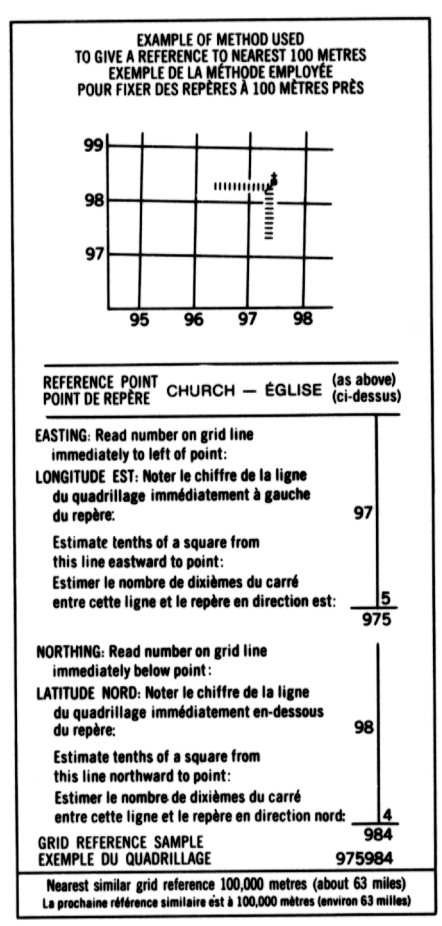 EXAMPLE OF METHOD USED
TO GIVE A REFERENCE TO NEAREST 100 METRES
EXEMPLE DE LA MÉTHODE EMPLOYÉE
POUR FIXER DES REPÈRES À 100 MÈTRES PRÈS
99
98
97
95 96 97 98
REFERENCE POINT
POINT DE REPÈRE
CHURCH — ÉGLISE
(as above)
(ci-dessus)
EASTING: Read number on grid line
immediately to left of point:
LONGITUDE EST: Noter le chiffre de la ligne
du quadrillage immédiatement à gauche
du repère: 97
Estimate tenths of a square from
this line eastward to point:
Estimer le nombre de dixièmes du carré
entre cette ligne et le repère en direction est: 5
975
NORTHING: Read number on grid line
immediately below point:
LATITUDE NORD: Noter le chiffre de la ligne
du quadrillage immédiatement en-dessous
du repère: 98
Estimate tenths of a square from
this line northward to point:
Estimer le nombre de dixièmes du carré
entre cette ligne et le repère en direction nord: 4
984
GRID REFERENCE SAMPLE
EXEMPLE DU QUADRILLAGE 975984
Nearest similar grid reference 100,000 metres (about 63 miles)
La prochaine référence similaire est à 100,000 mètres (environ 63 milles)